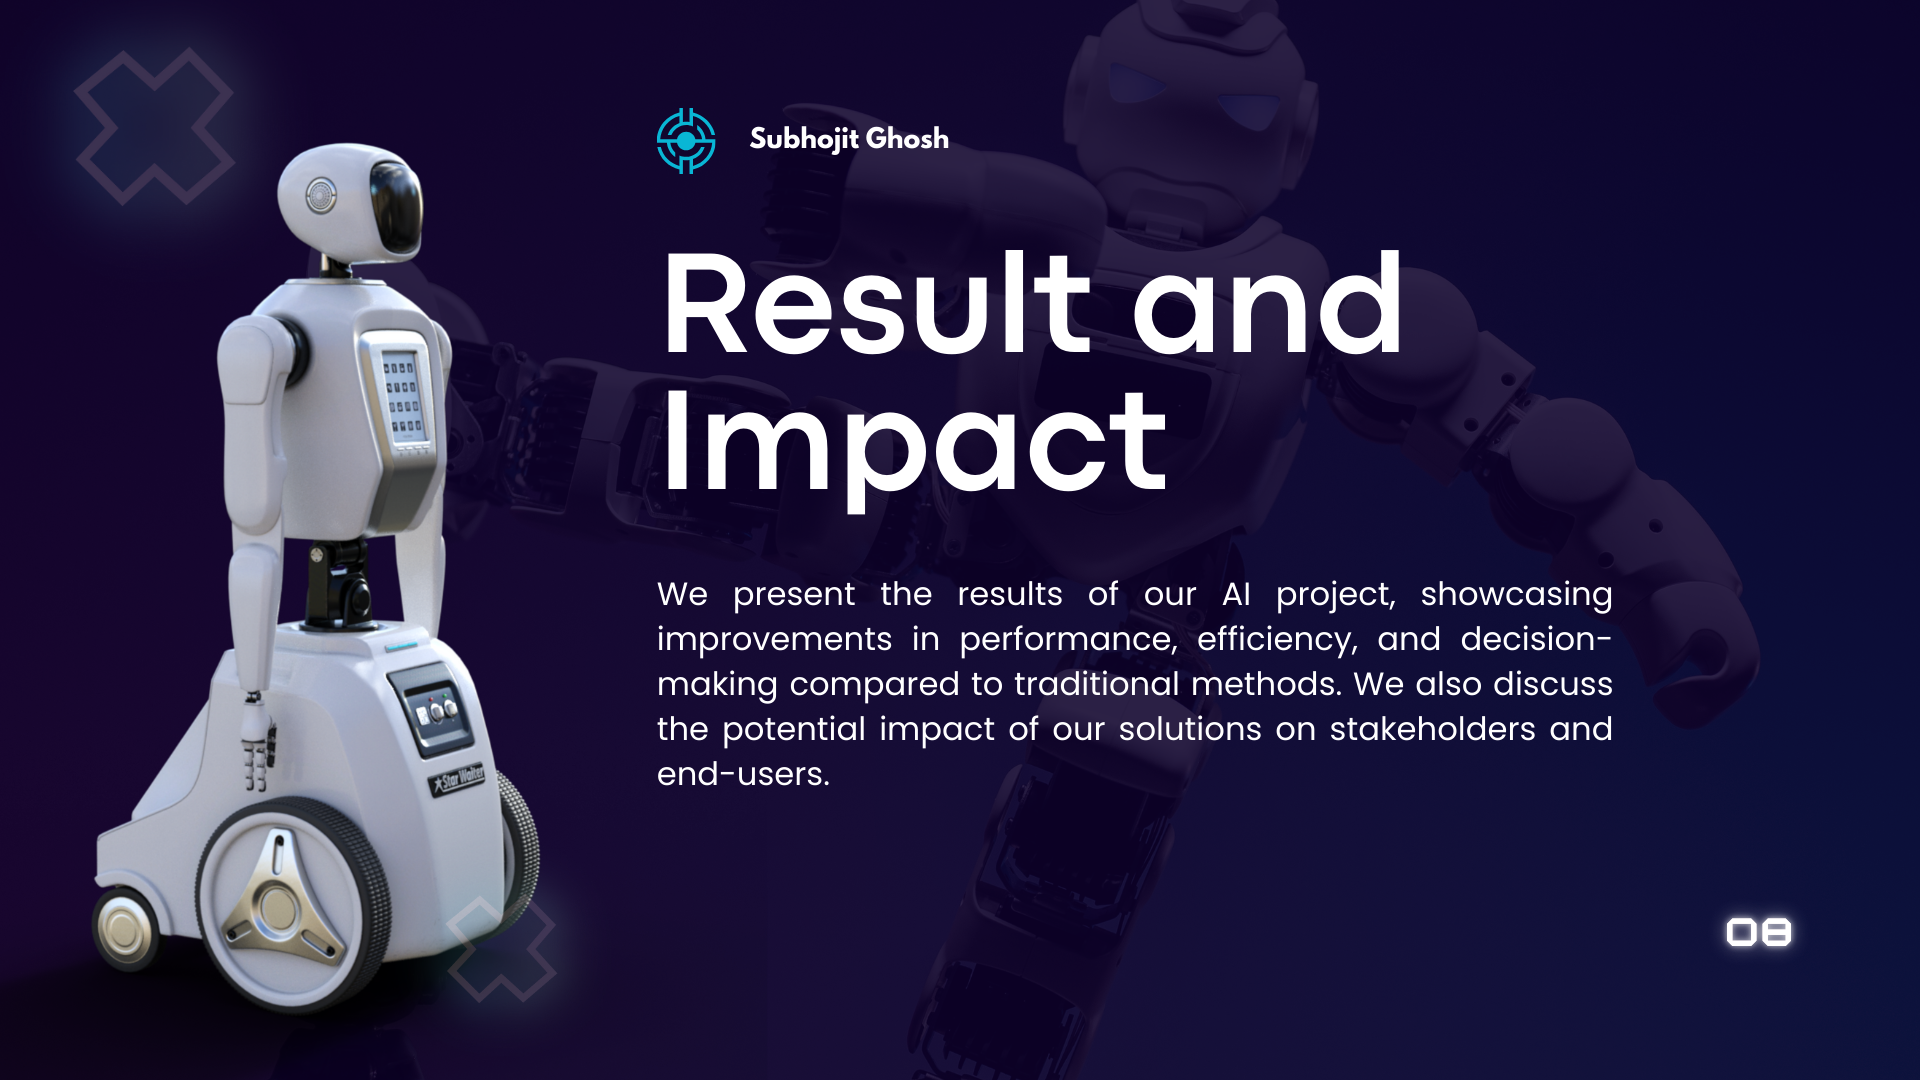 Subhojit Ghosh
Result and
Impact
We present the results of our AI project, showcasing
improvements in performance, efficiency, and decision-
making compared to traditional methods. We also discuss
the potential impact of our solutions on stakeholders and
end-users.
Star Walter
08